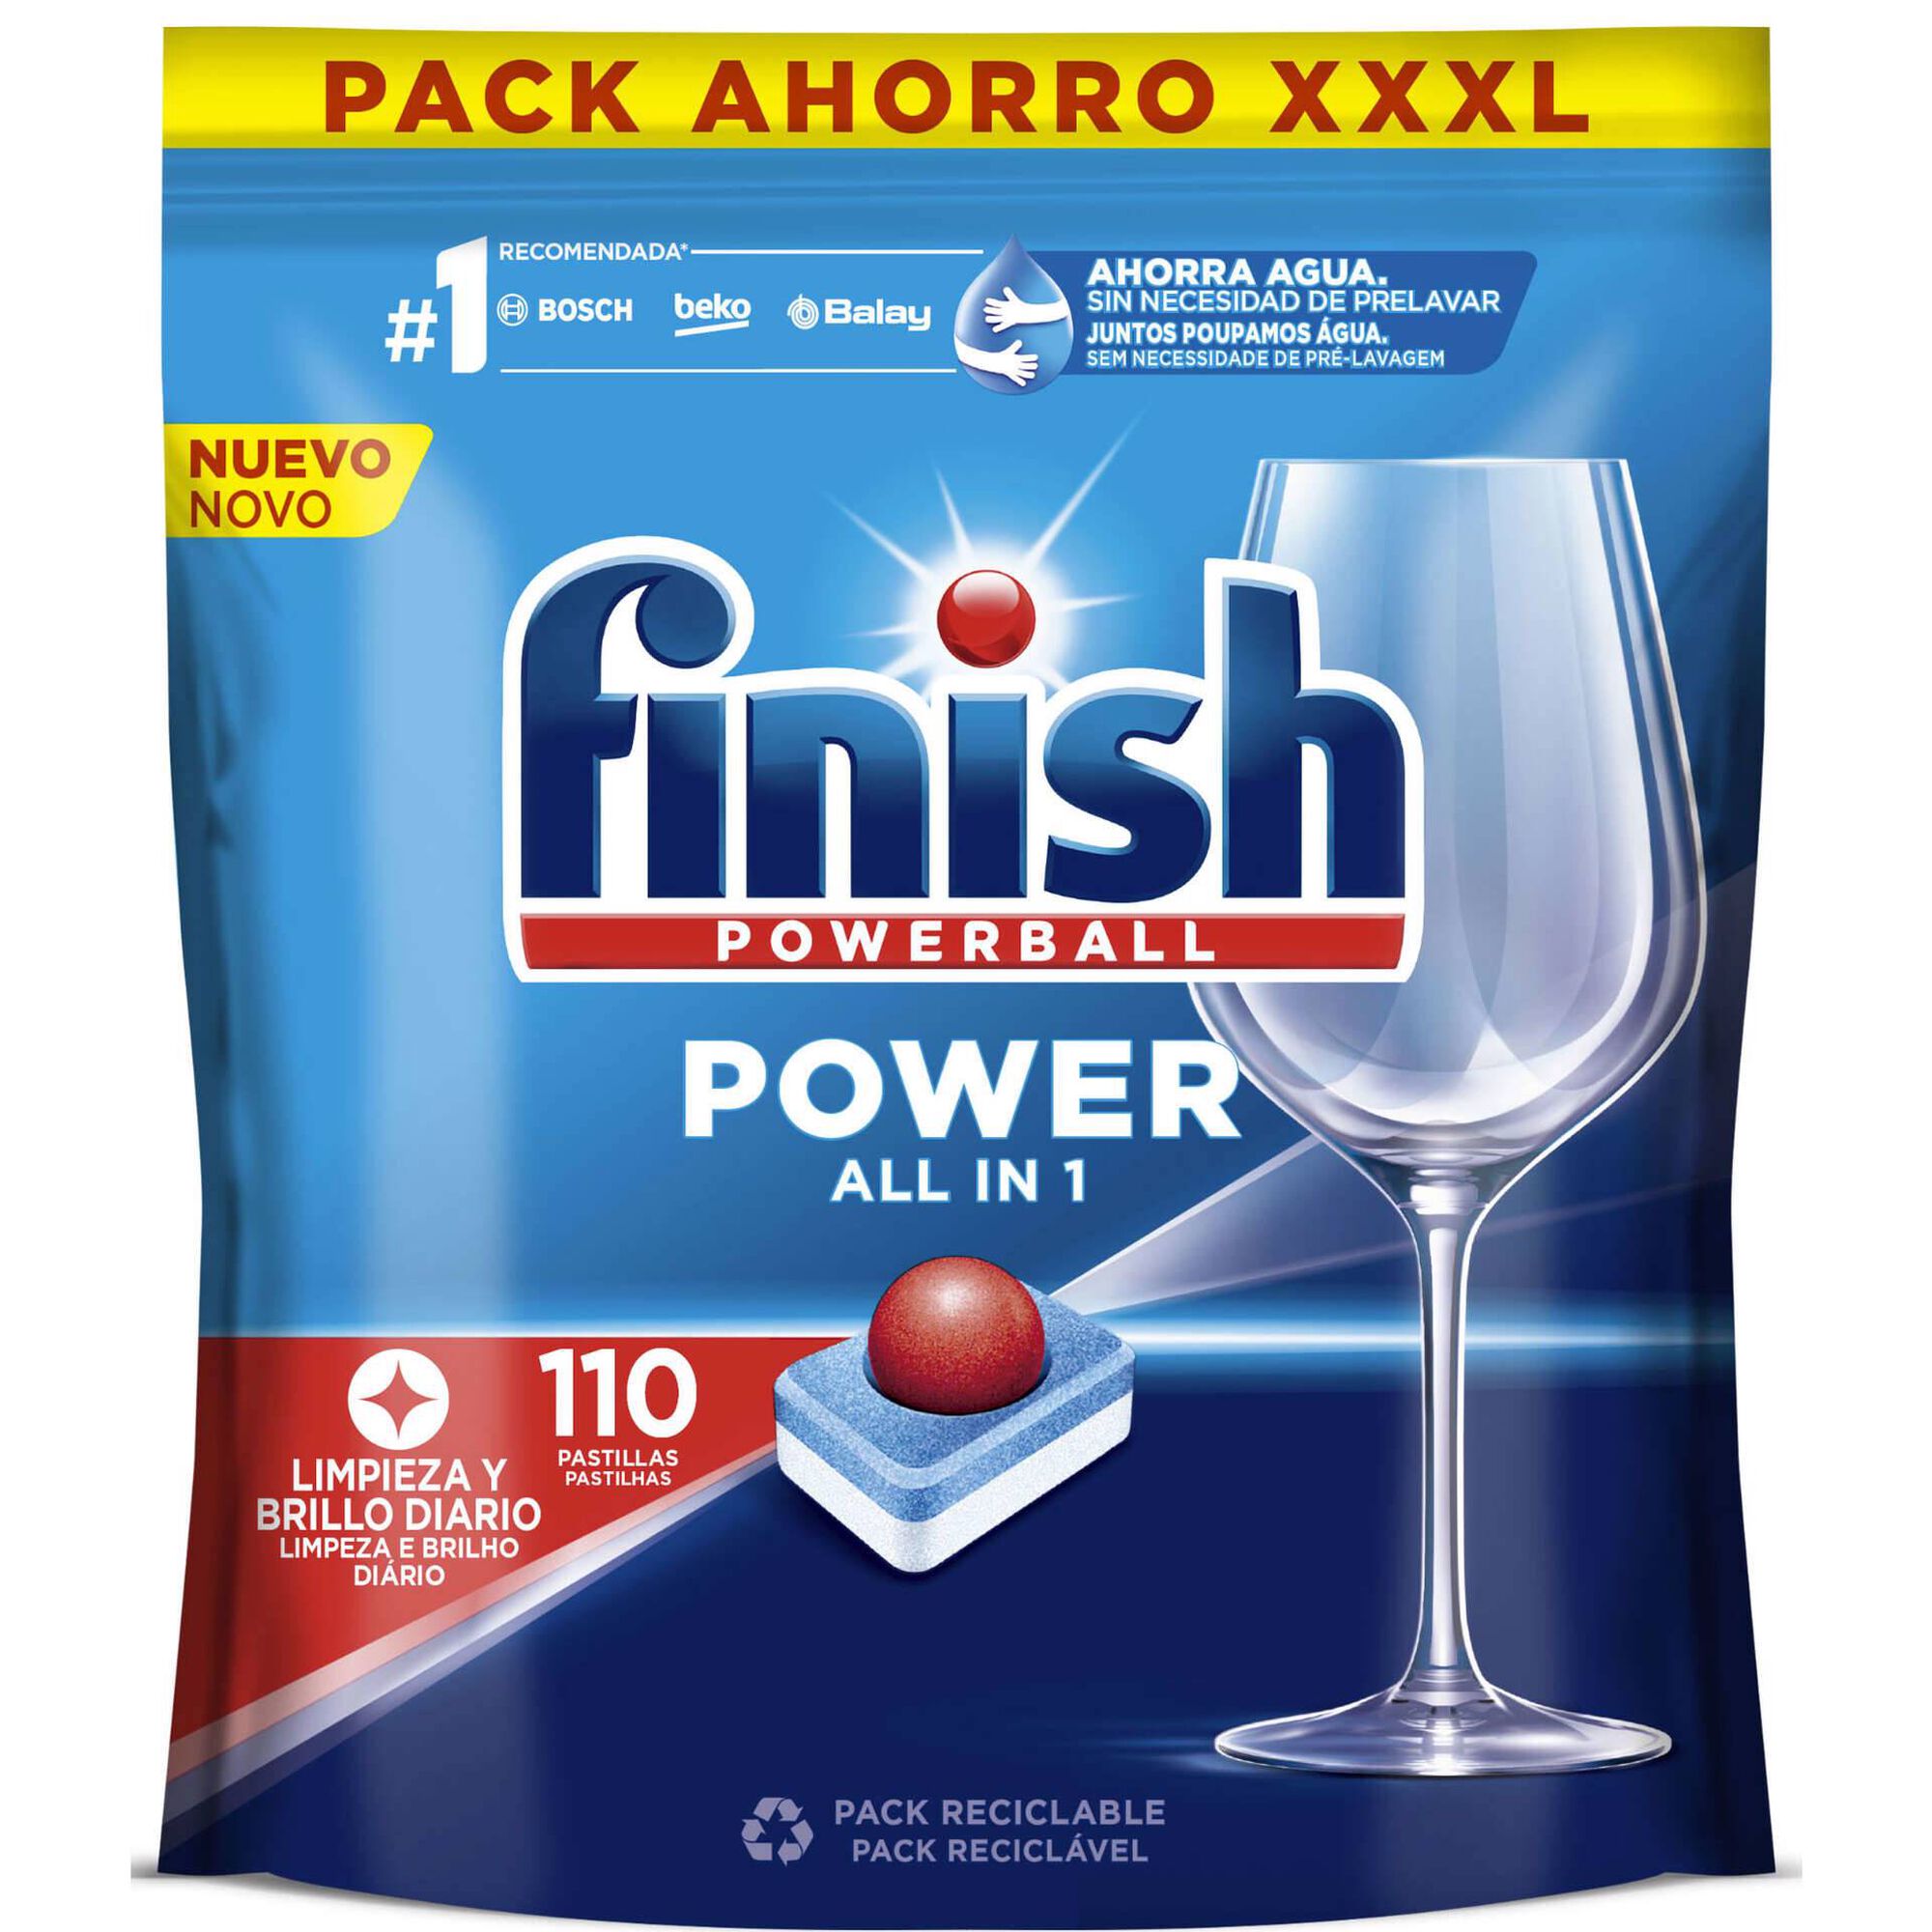 PACK AHORRO XXXL
#1 RECOMENDADA*
BOSCH beko Balay
AHORRA AGUA.
SIN NECESIDAD DE PRELAVAR
JUNTOS POUPAMOS ÁGUA.
SEM NECESSIDADE DE PRÉ-LAVAGEM
NUEVO
NOVO
finish
POWERBALL
POWER
ALL IN 1
110
PASTILLAS
PASTILHAS
LIMPIEZA Y
BRILLO DIARIO
LIMPEZA E BRILHO
DIÁRIO
PACK RECICLABLE
PACK RECICLÁVEL